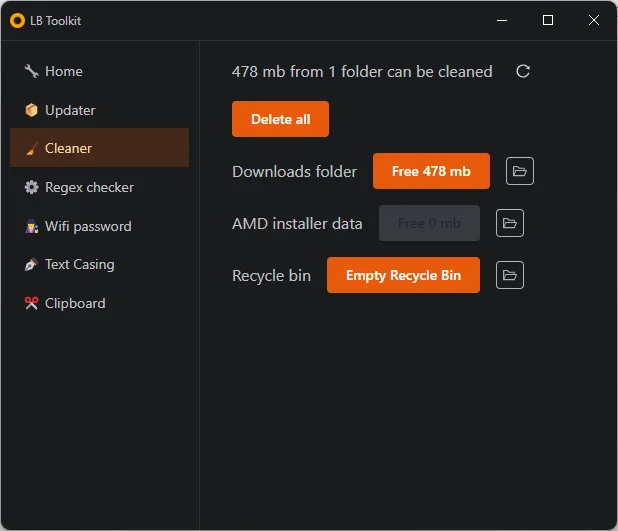 LB Toolkit
Home
Updater
Cleaner
Regex checker
Wifi password
Text Casing
Clipboard
478 mb from 1 folder can be cleaned
Delete all
Downloads folder Free 478 mb
AMD installer data Free 0 mb
Recycle bin Empty Recycle Bin